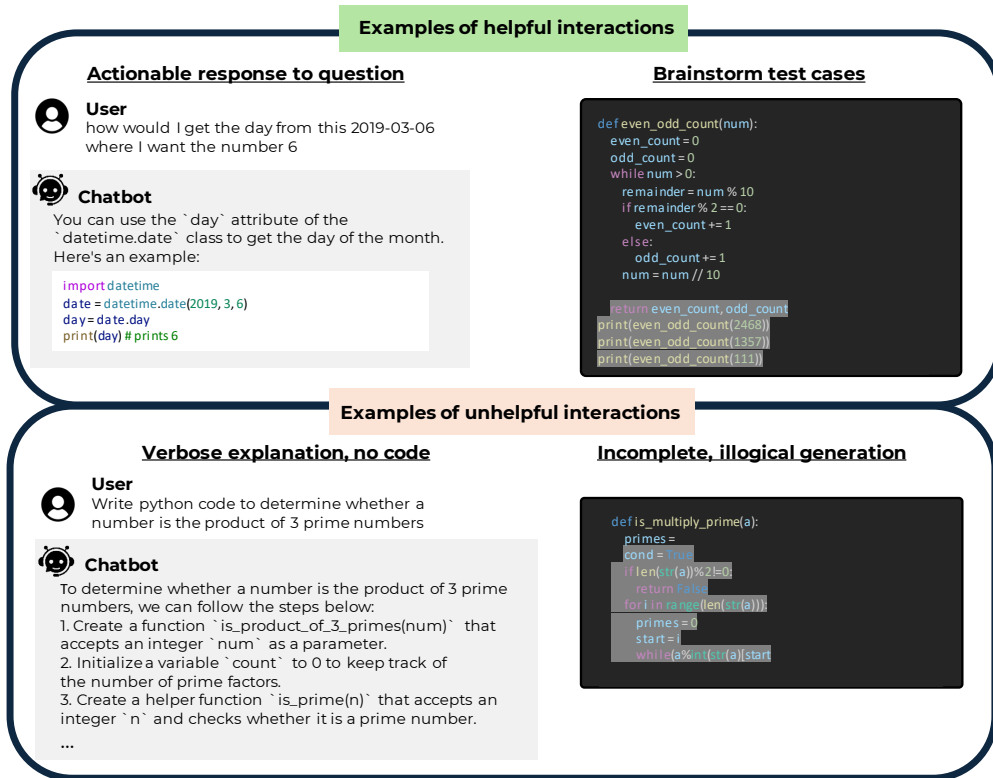 Examples of helpful interactions
Actionable response to question
User
how would I get the day from this 2019-03-06
where I want the number 6
Chatbot
You can use the `day` attribute of the
`datetime.date` class to get the day of the month.
Here's an example:
import datetime
date = datetime.date(2019, 3, 6)
day = date.day
print(day) # prints 6
Brainstorm test cases
def even_odd_count(num):
even_count = 0
odd_count = 0
while num > 0:
remainder = num % 10
if remainder % 2 == 0:
even_count += 1
else:
odd_count += 1
num = num // 10
return even_count, odd_count
print(even_odd_count(2468))
print(even_odd_count(1357))
print(even_odd_count(111))
Examples of unhelpful interactions
Verbose explanation, no code
User
Write python code to determine whether a
number is the product of 3 prime numbers
Chatbot
To determine whether a number is the product of 3 prime
numbers, we can follow the steps below:
1. Create a function `is_product_of_3_primes(num)` that
accepts an integer `num` as a parameter.
2. Initialize a variable `count` to 0 to keep track of
the number of prime factors.
3. Create a helper function `is_prime(n)` that accepts an
integer `n` and checks whether it is a prime number.
...
Incomplete, illogical generation
def is_multiply_prime(a):
primes =
cond = True
if len(str(a))%2!=0:
return False
for i in range(len(str(a))):
primes = 0
start = i
while(a%int(str(a)[start